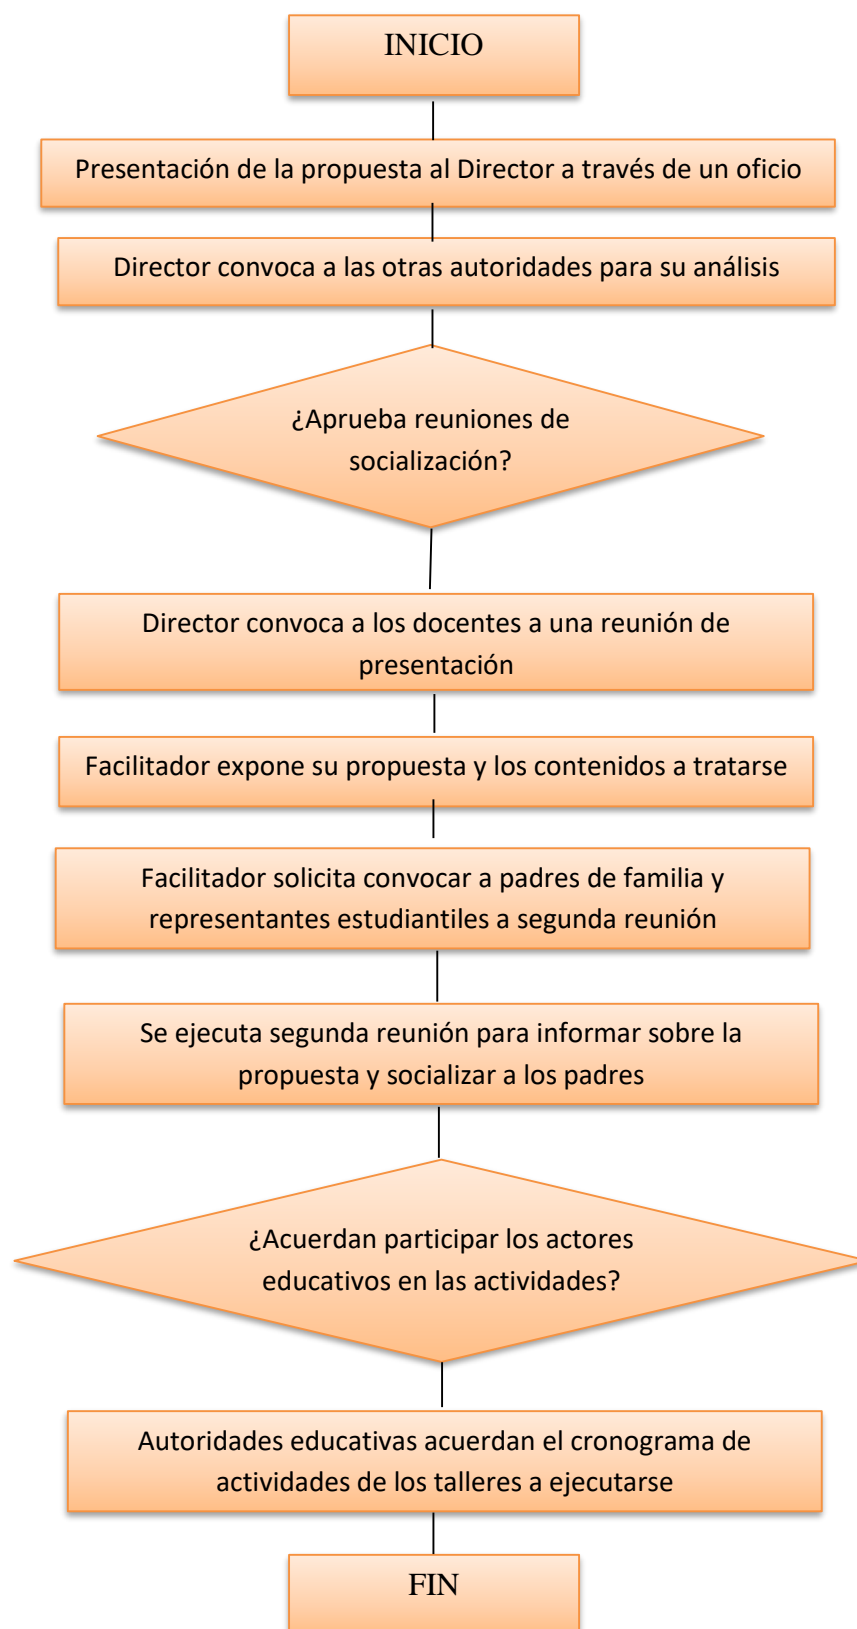 INICIO
Presentación de la propuesta al Director a través de un oficio
Director convoca a las otras autoridades para su análisis
¿Aprueba reuniones de
socialización?
Director convoca a los docentes a una reunión de
presentación
Facilitador expone su propuesta y los contenidos a tratarse
Facilitador solicita convocar a padres de familia y
representantes estudiantiles a segunda reunión
Se ejecuta segunda reunión para informar sobre la
propuesta y socializar a los padres
¿Acuerdan participar los actores
educativos en las actividades?
Autoridades educativas acuerdan el cronograma de
actividades de los talleres a ejecutarse
FIN